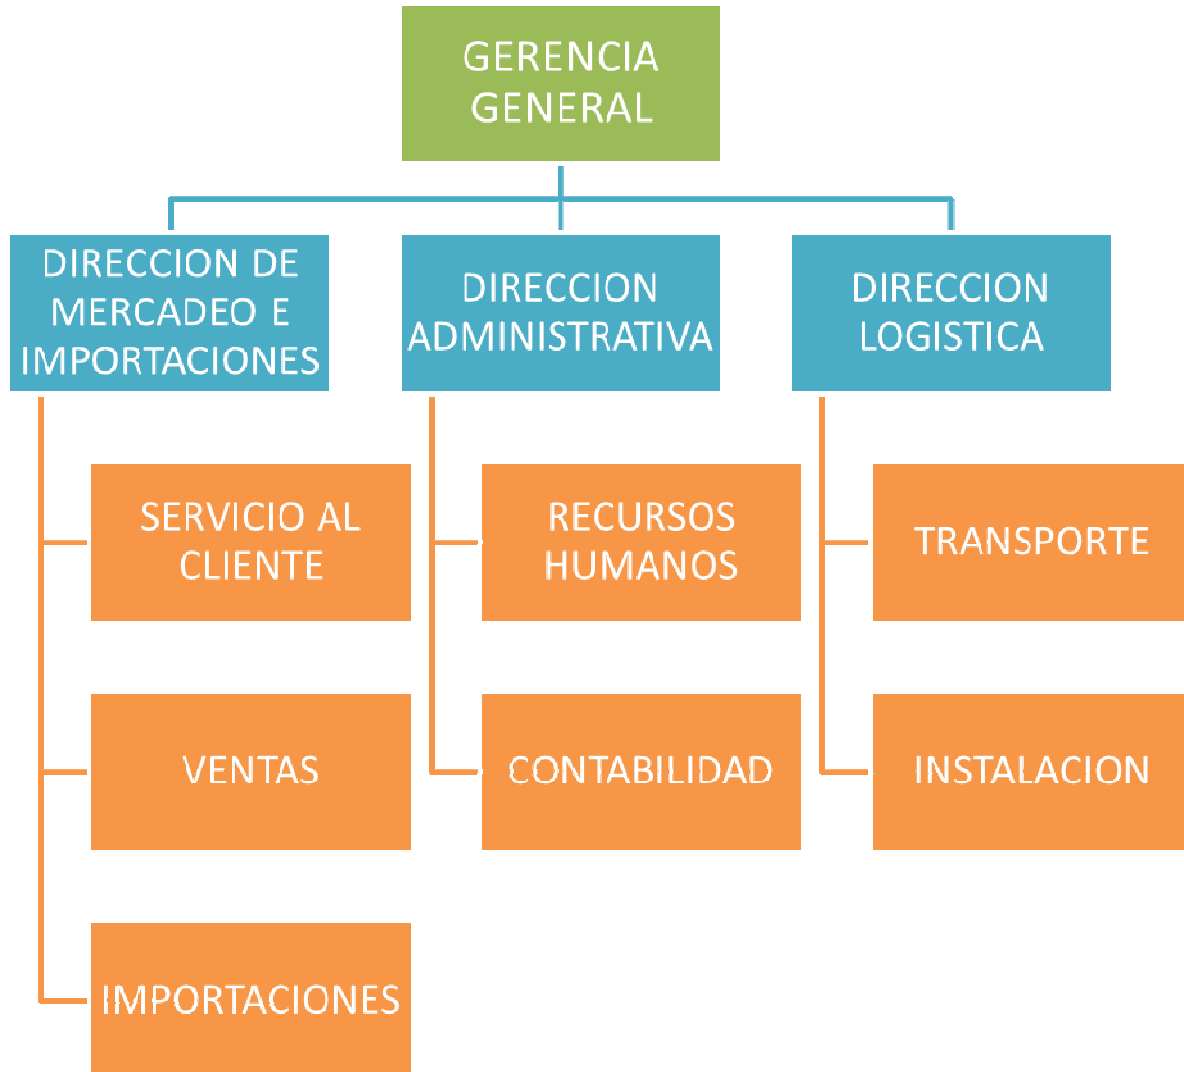 GERENCIA
GENERAL
DIRECCION DE
MERCADEO E
IMPORTACIONES
DIRECCION
ADMINISTRATIVA
DIRECCION
LOGISTICA
SERVICIO AL
CLIENTE
RECURSOS
HUMANOS
TRANSPORTE
VENTAS
CONTABILIDAD
INSTALACION
IMPORTACIONES